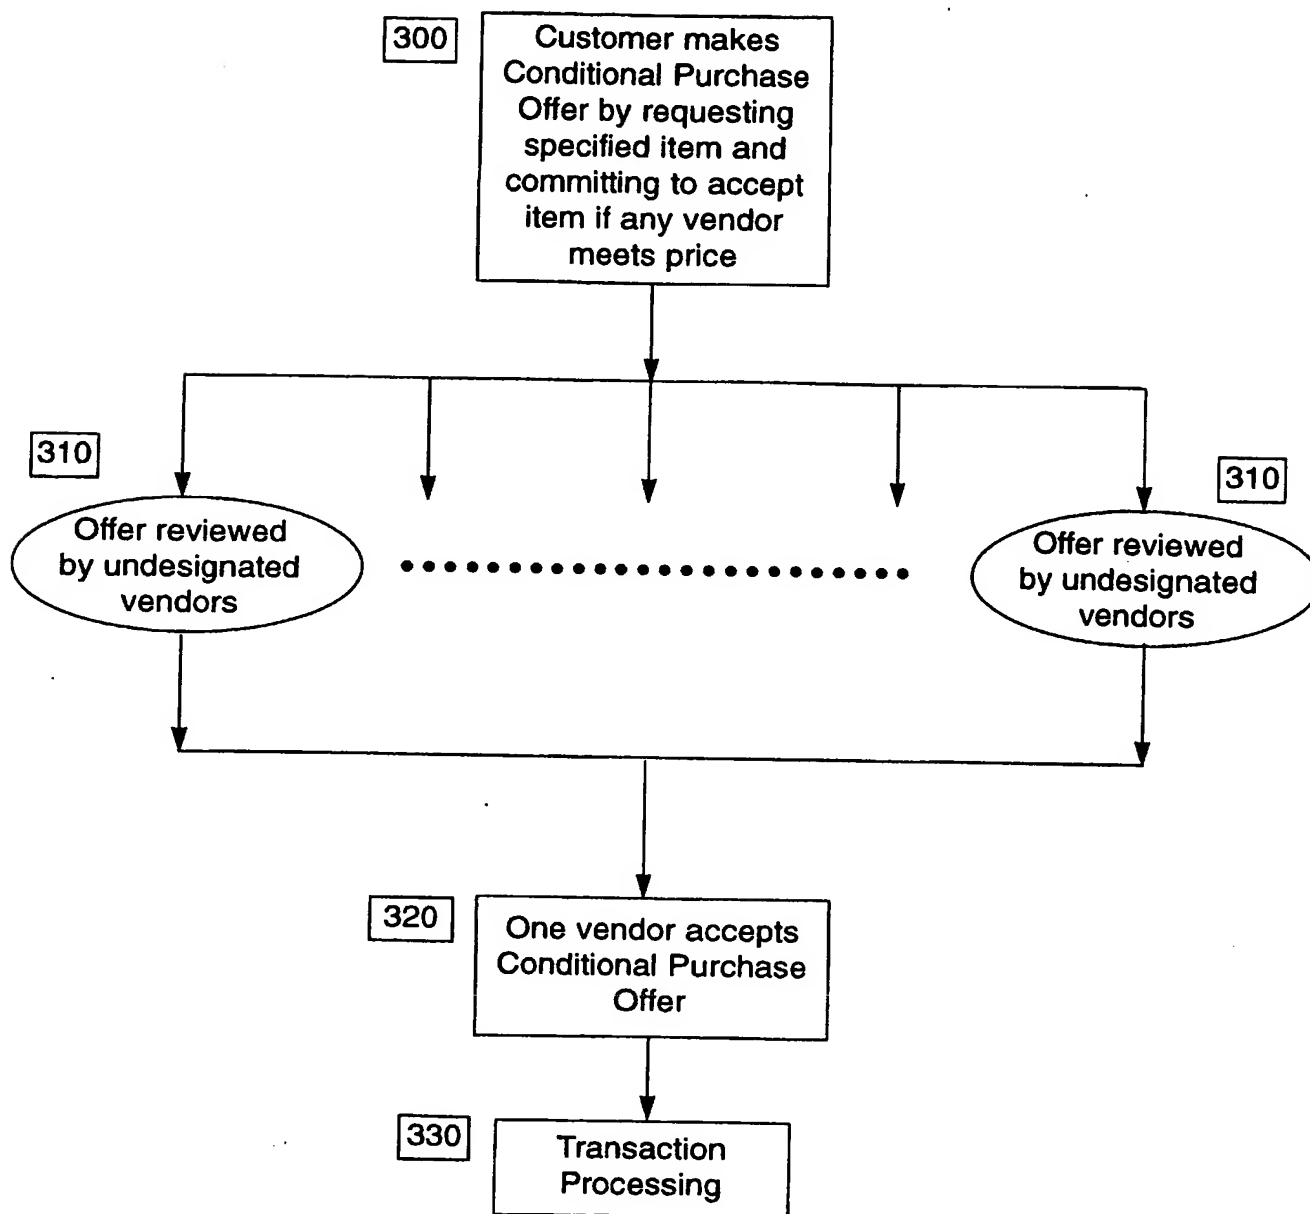 300
Customer makes
Conditional Purchase
Offer by requesting
specified item and
committing to accept
item if any vendor
meets price
310
Offer reviewed
by undesignated
vendors
310
Offer reviewed
by undesignated
vendors
320
One vendor accepts
Conditional Purchase
Offer
330
Transaction
Processing